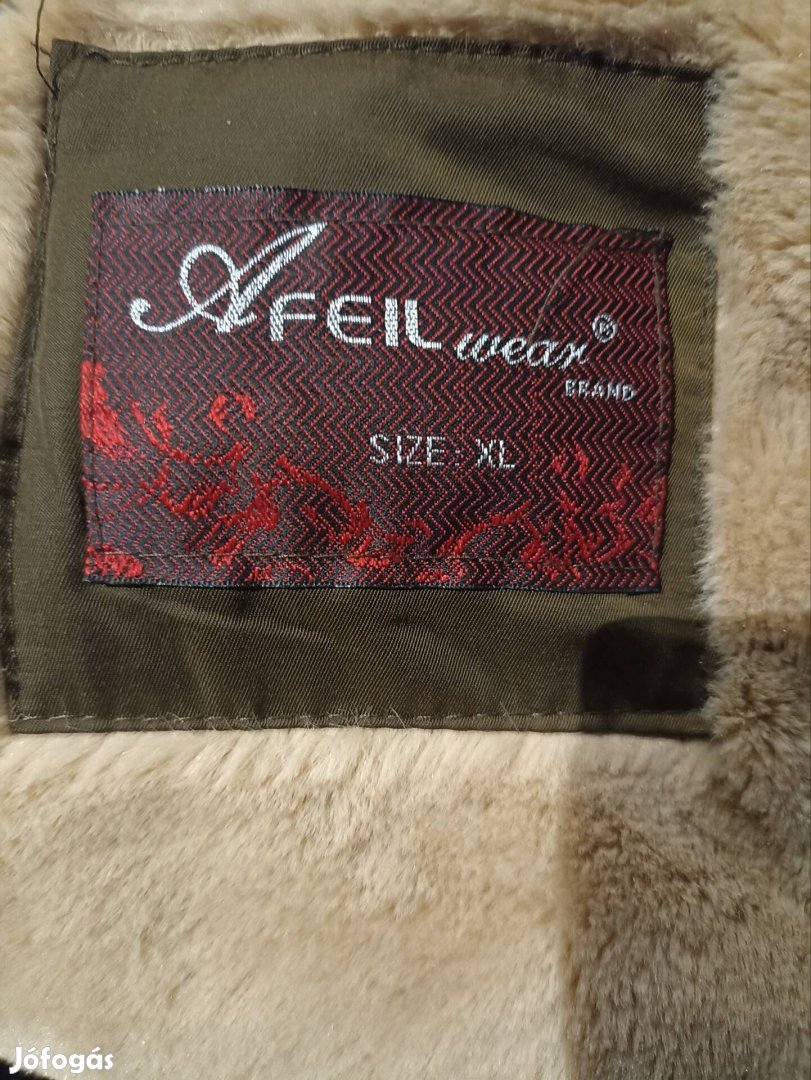 AFEIL wear®
BRAND
SIZE: XL
Jófogás